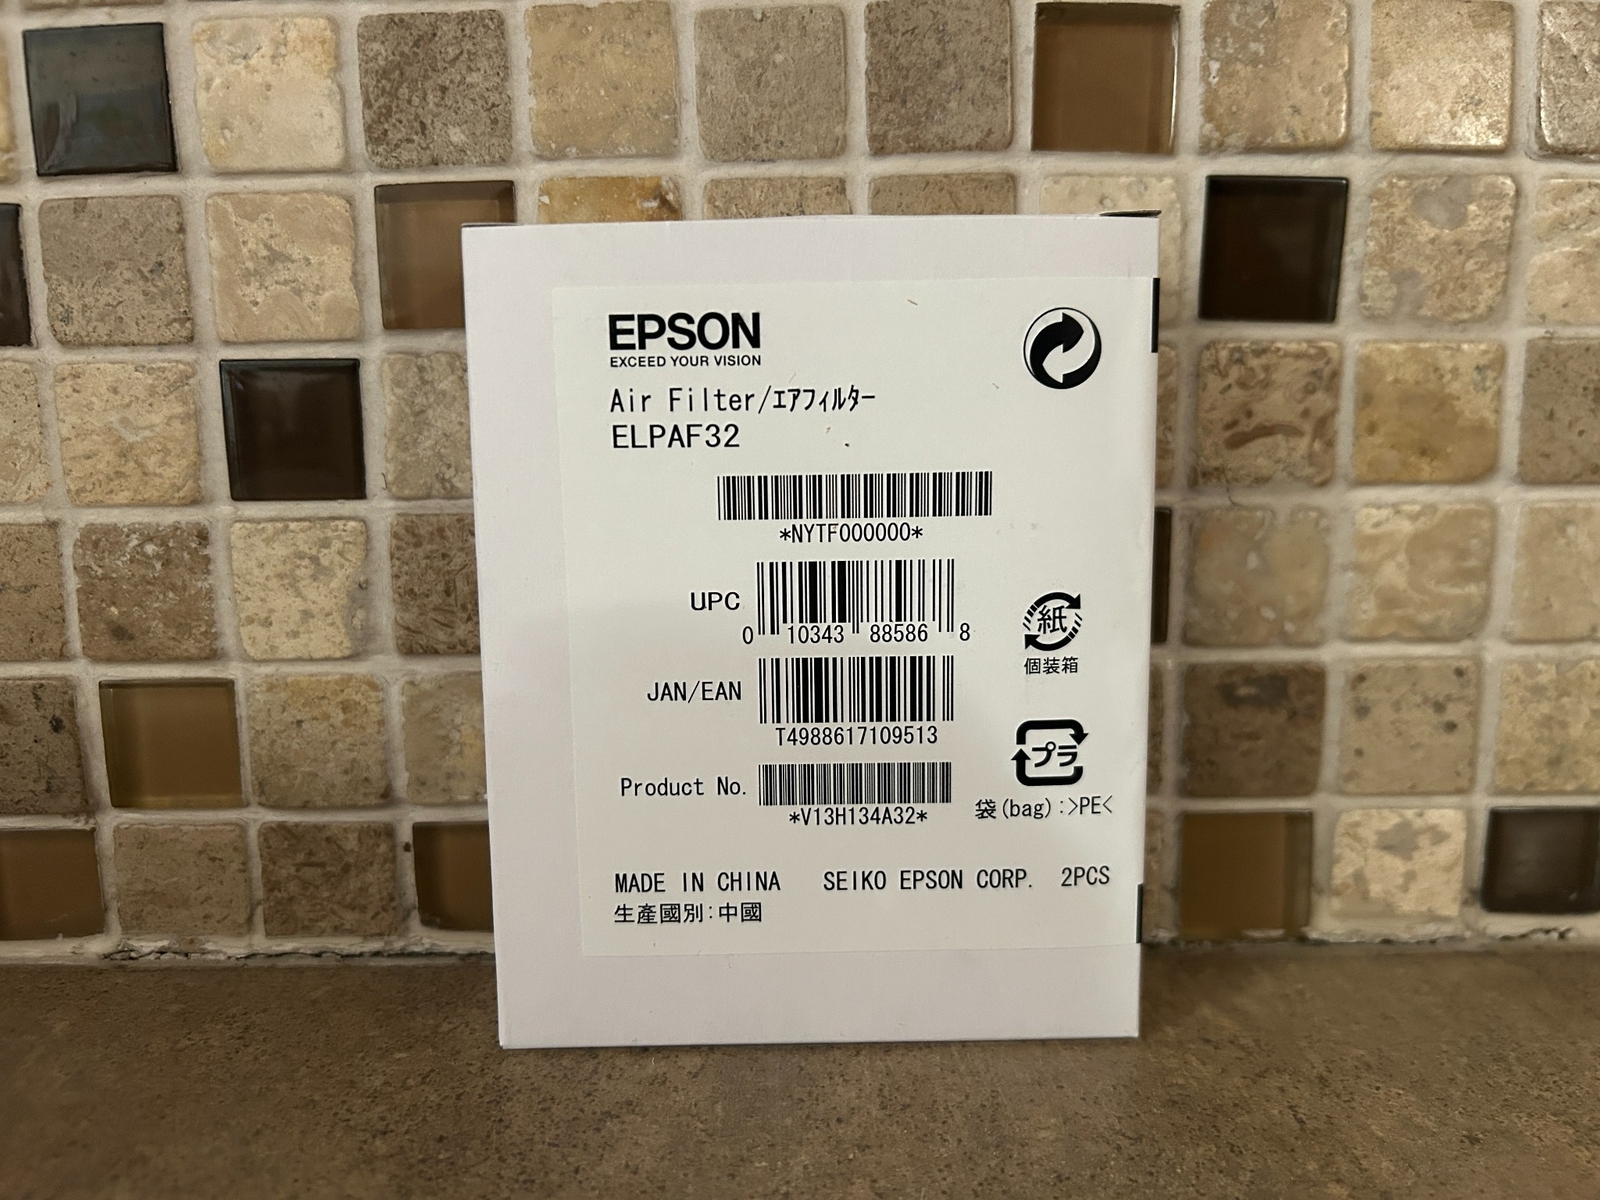 EPSON
EXCEED YOUR VISION
Air Filter/エアフィルター
ELPAF32
*NYTF000000*
UPC
0 10343 88586 8
紙
個装箱
JAN/EAN
T4988617109513
プラ
Product No.
*V13H134A32*
袋(bag):>PE<
MADE IN CHINA SEIKO EPSON CORP. 2PCS
生產國別:中國